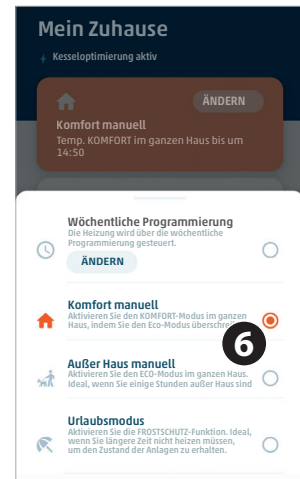 Mein Zuhause
Kesseloptimierung aktiv
ÄNDERN
Komfort manuell
Temp. KOMFORT im ganzen Haus bis um
14:50
Wöchentliche Programmierung
Die Heizung wird über die wöchentliche
Programmierung gesteuert.
ÄNDERN
Komfort manuell
Aktivieren Sie den KOMFORT-Modus im ganzen
Haus, indem Sie den Eco-Modus
6
Außer Haus manuell
Aktivieren Sie den ECO-Modus im ganzen Haus.
Ideal, wenn Sie einige Stunden außer Haus sind
Urlaubsmodus
Aktivieren Sie die FROSTSCHUTZ-Funktion. Ideal,
wenn Sie längere Zeit nicht heizen müssen,
um den Zustand der Anlagen zu erhalten.